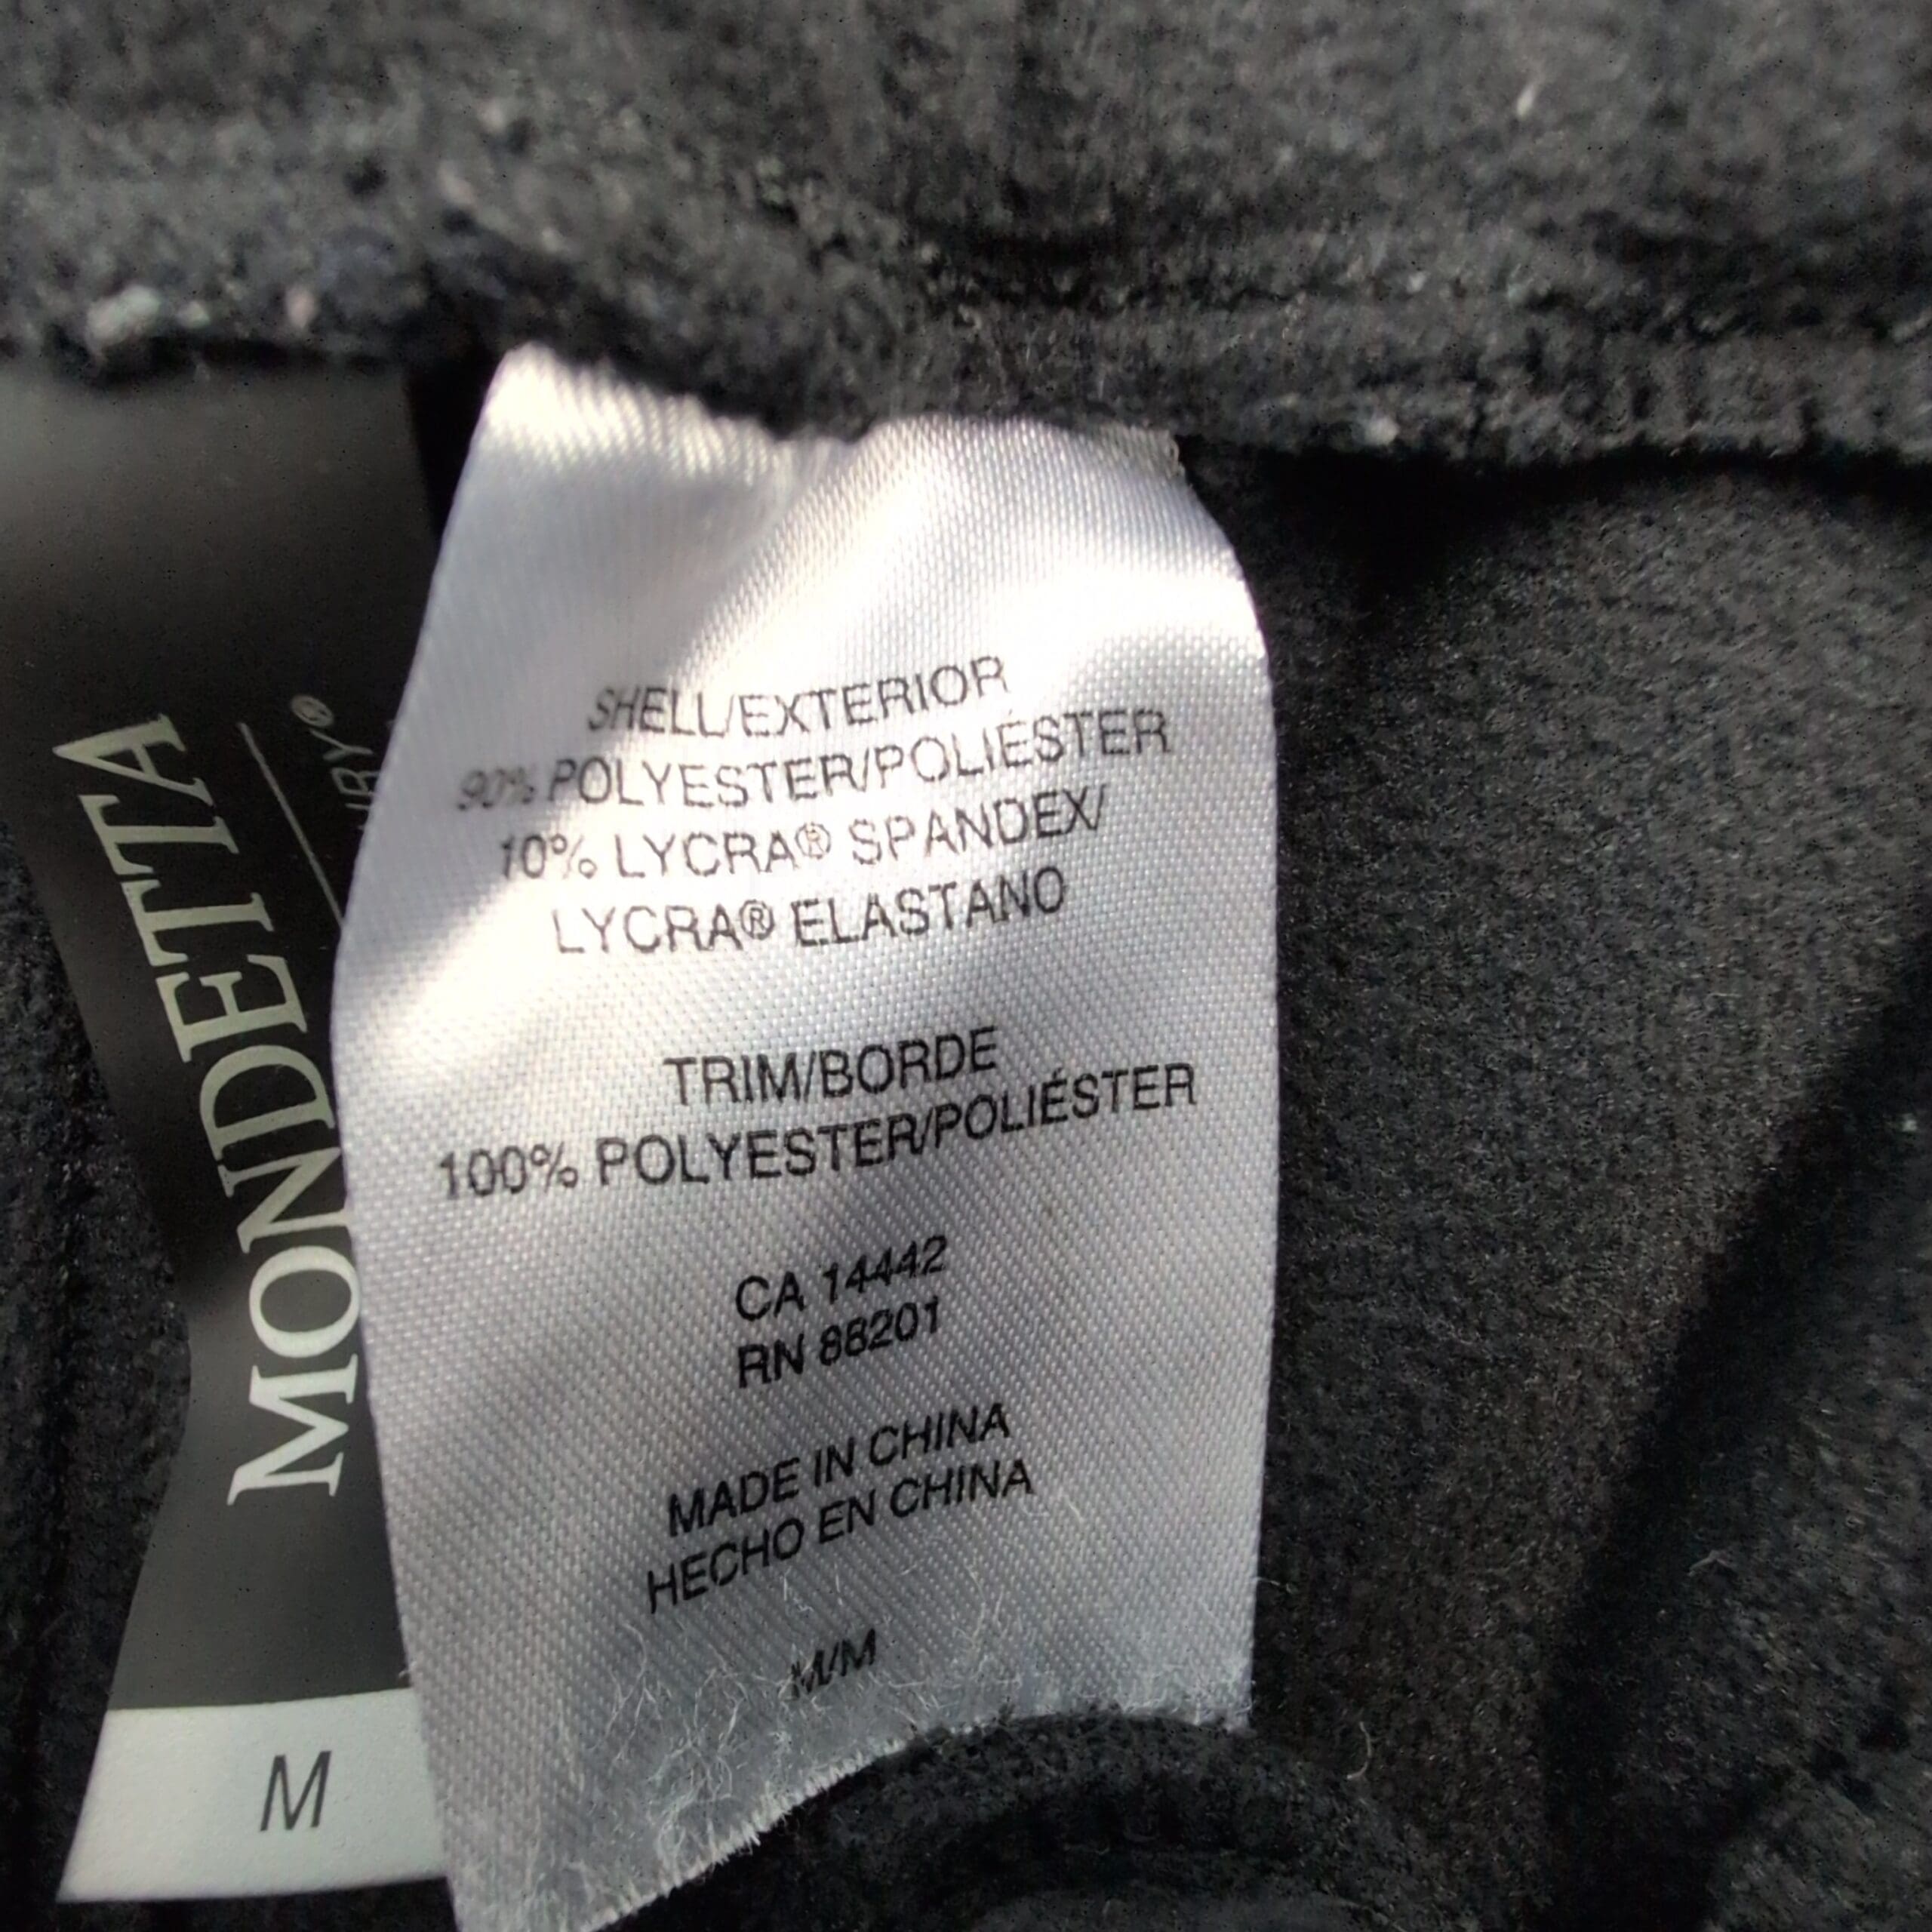 MONDETTA
SHELL/EXTERIOR
90% POLYESTER/POLIÉSTER
10% LYCRA® SPANDEX/
LYCRA® ELASTANO
TRIM/BORDE
100% POLYESTER/POLIÉSTER
CA 14442
RN 88201
MADE IN CHINA
HECHO EN CHINA
M/M
M